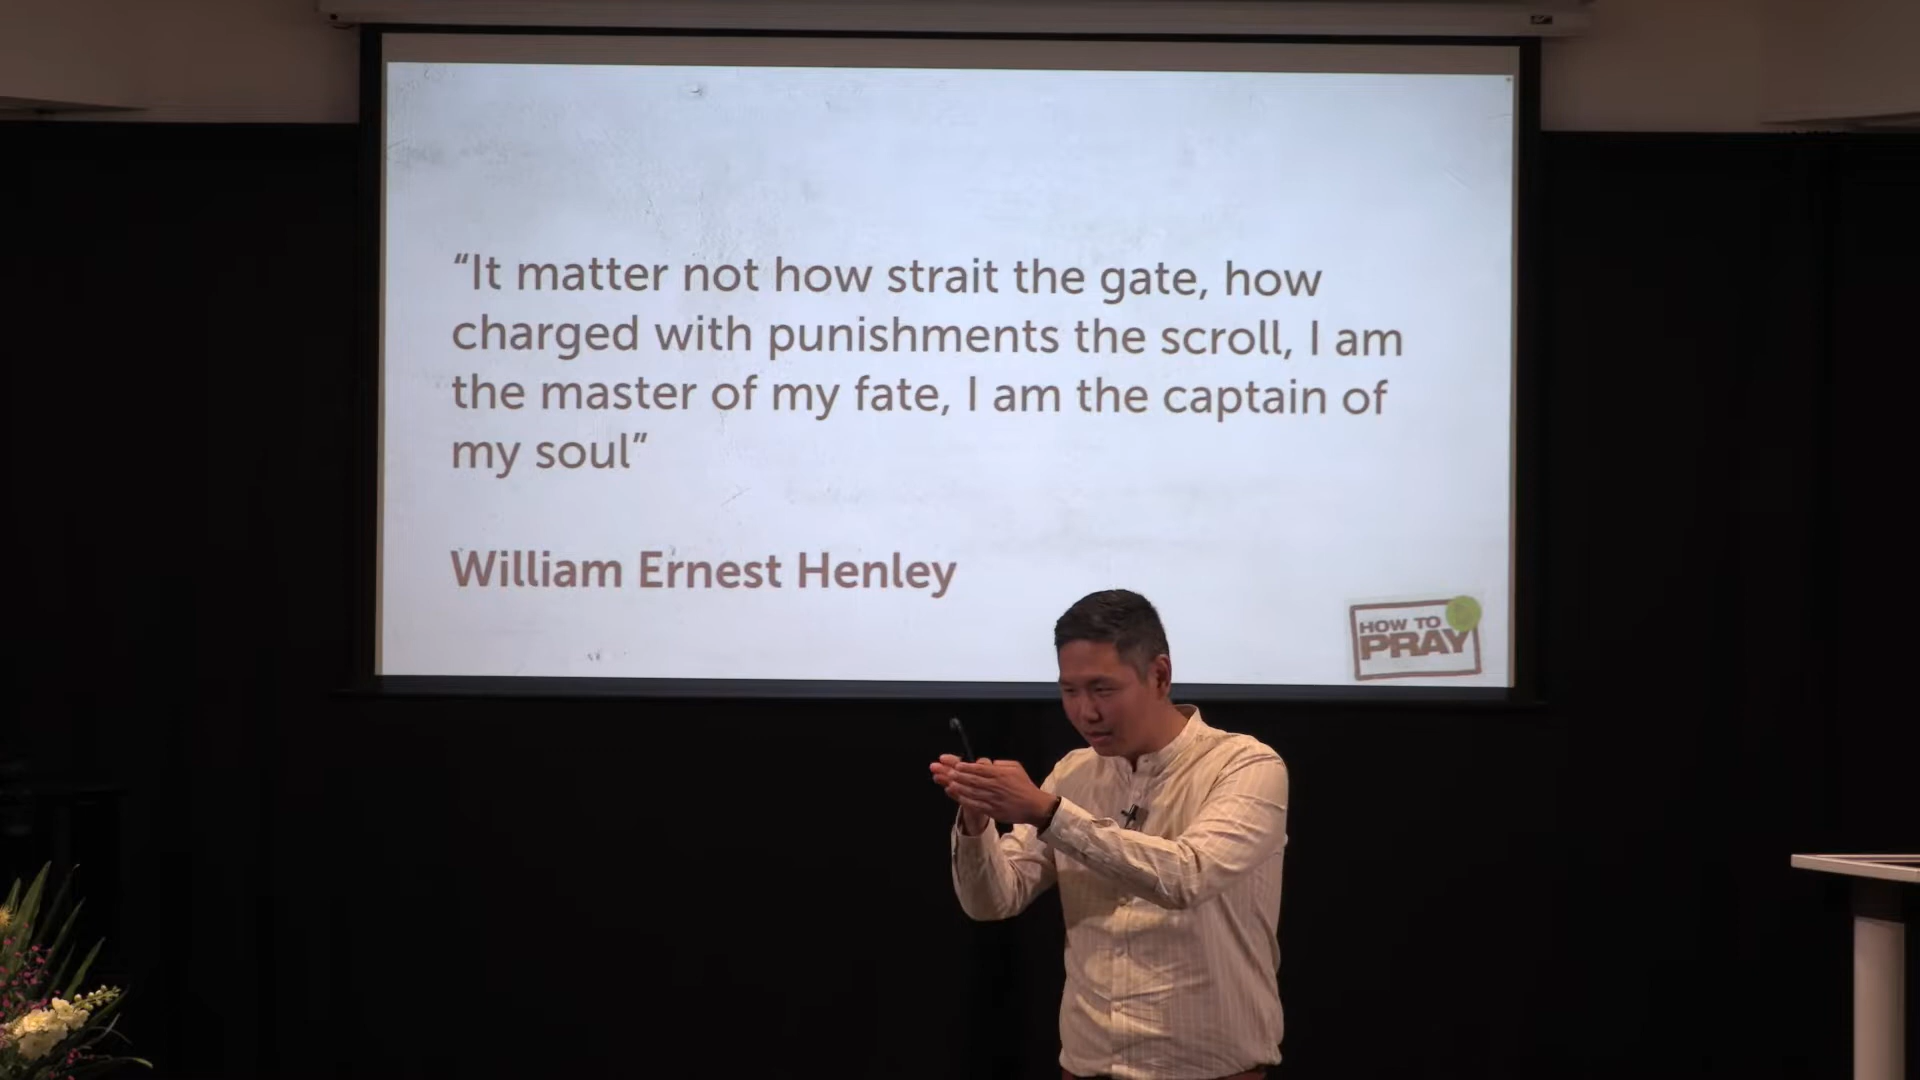 “It matter not how strait the gate, how
charged with punishments the scroll, I am
the master of my fate, I am the captain of
my soul”
William Ernest Henley
HOW TO
PRAY